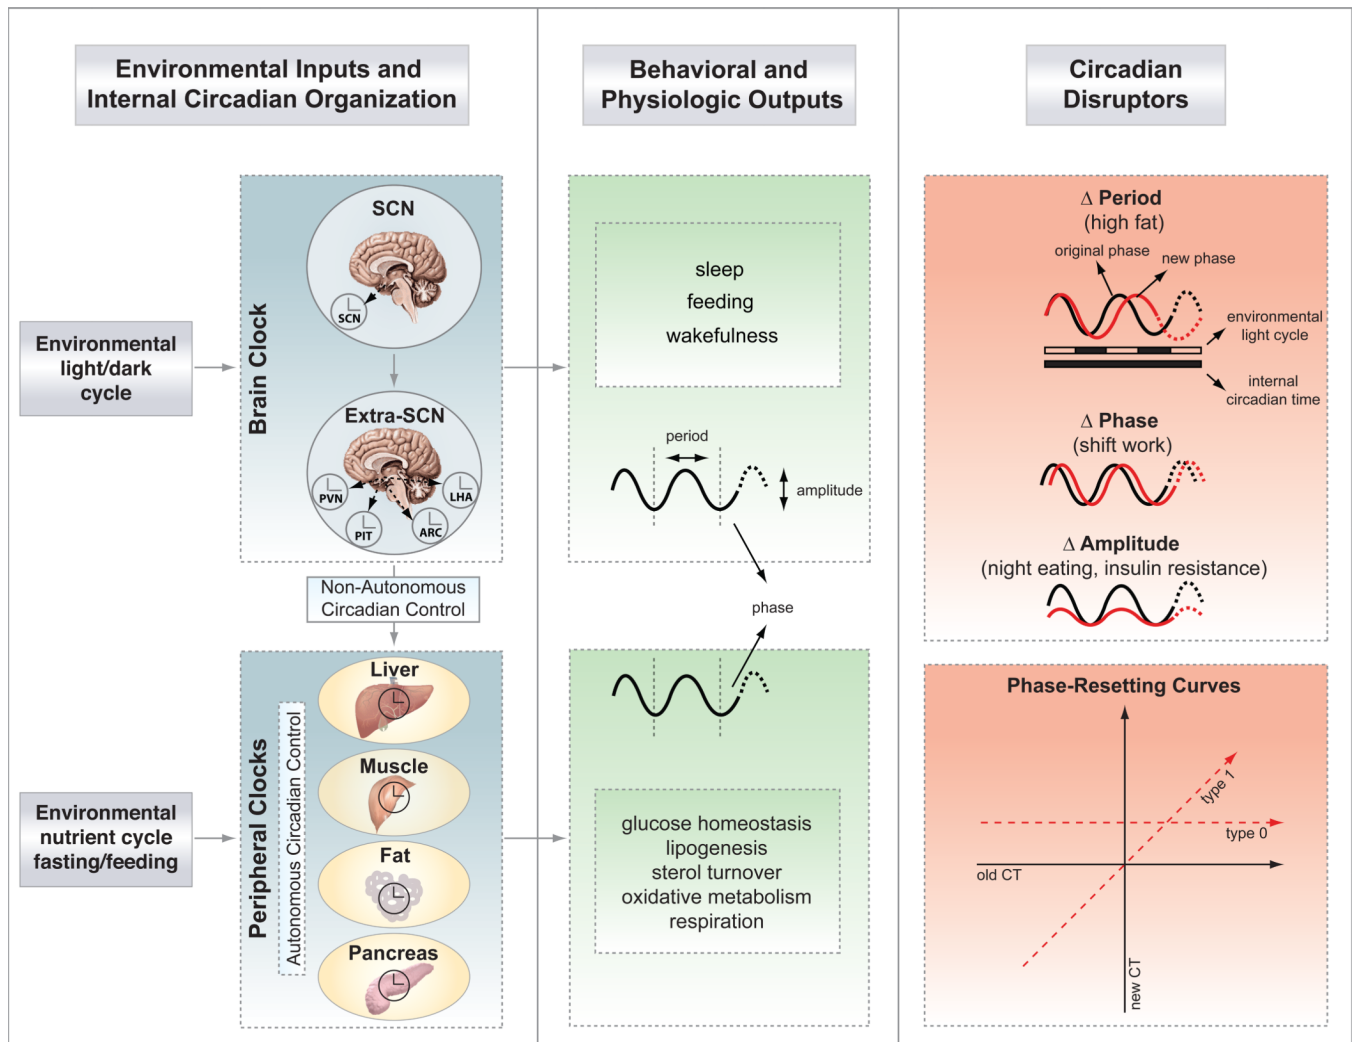 Environmental Inputs and
Internal Circadian Organization
Behavioral and
Physiologic Outputs
Circadian
Disruptors
Environmental
light/dark
cycle
Brain Clock
SCN
SCN
Extra-SCN
PVN
LHA
PIT
ARC
Non-Autonomous
Circadian Control
Environmental
nutrient cycle
fasting/feeding
Peripheral Clocks
Autonomous Circadian Control
Liver
Muscle
Fat
Pancreas
sleep
feeding
wakefulness
period
amplitude
phase
glucose homeostasis
lipogenesis
sterol turnover
oxidative metabolism
respiration
Δ Period
(high fat)
original phase
new phase
environmental
light cycle
internal
circadian time
Δ Phase
(shift work)
Δ Amplitude
(night eating, insulin resistance)
Phase-Resetting Curves
type 1
type 0
old CT
new CT